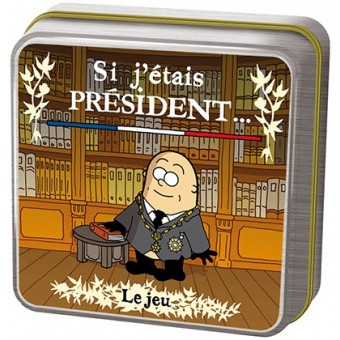 Si j'étais
PRÉSIDENT...
Le jeu